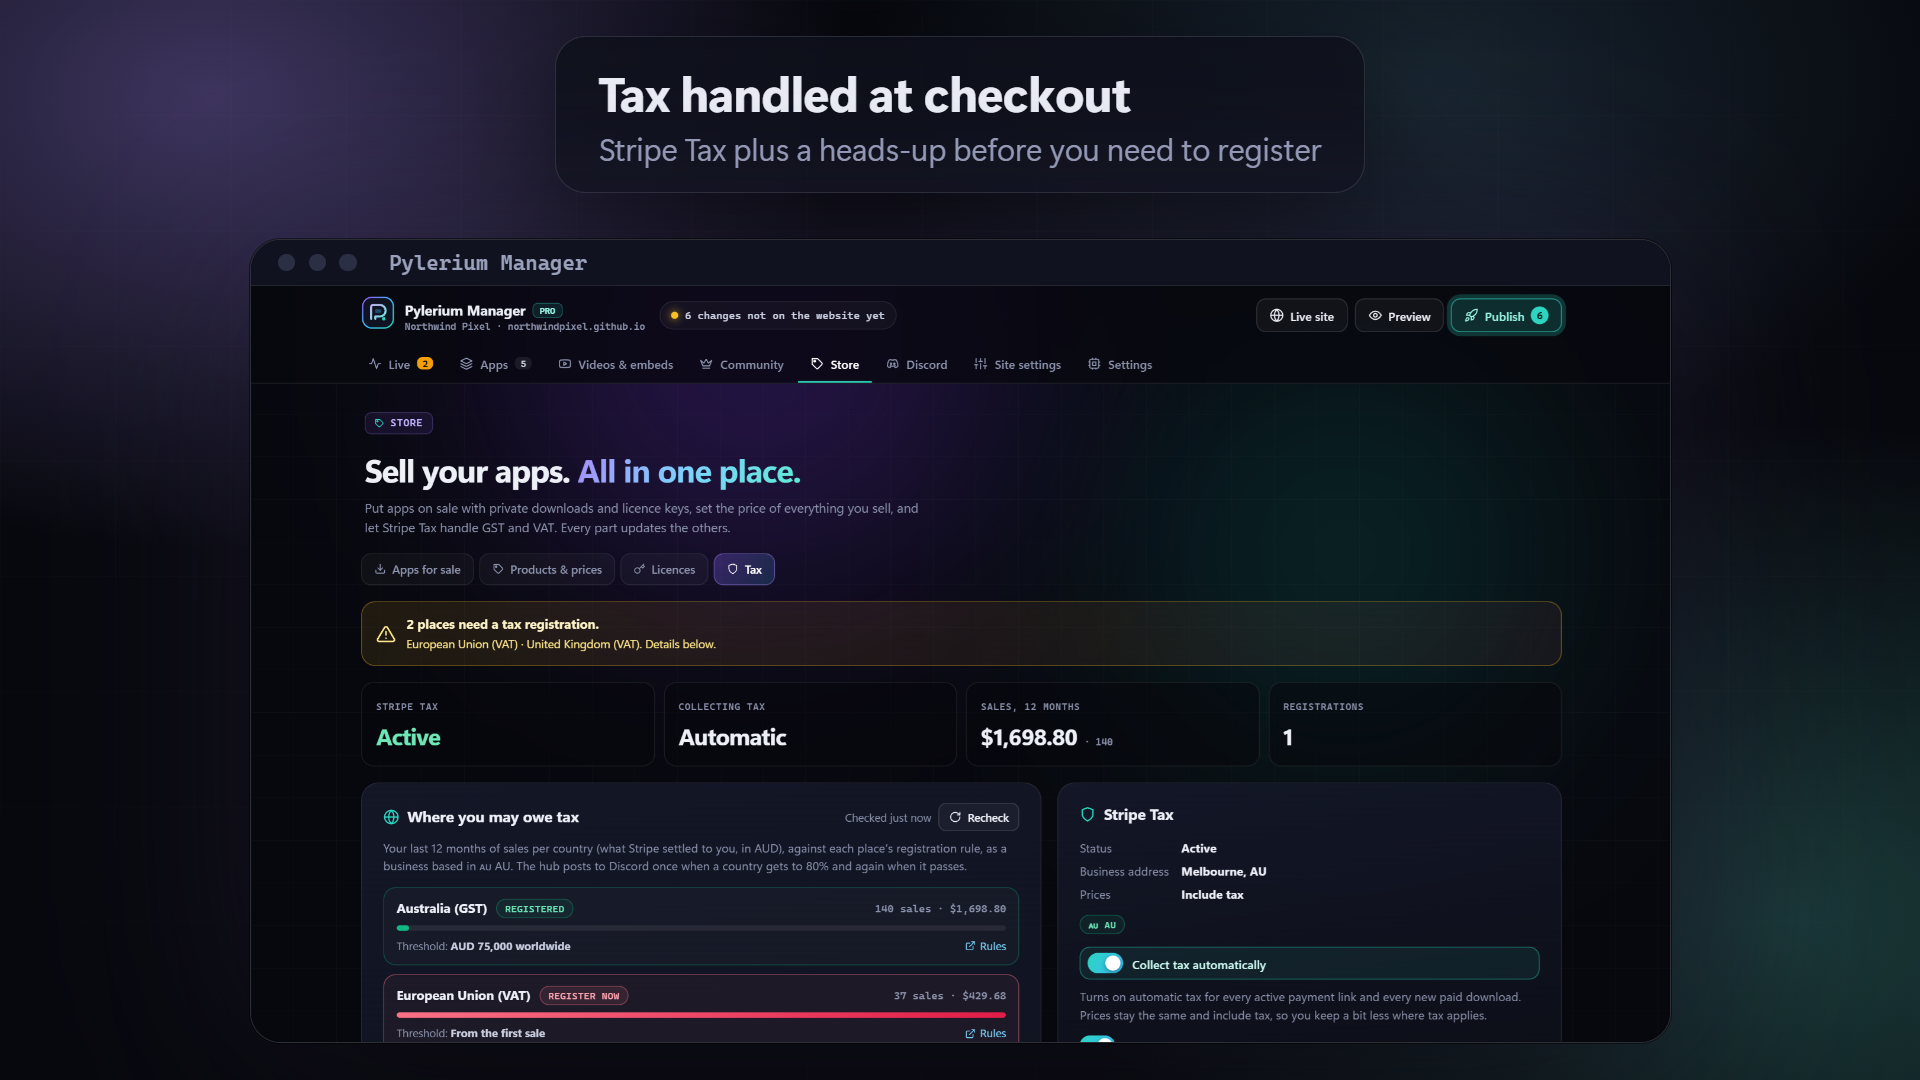 Tax handled at checkout
Stripe Tax plus a heads-up before you need to register
Pylerium Manager
Pylerium Manager PRO
Northwind Pixel · northwindpixel.github.io
6 changes not on the website yet
Live site
Preview
Publish 6
Live 2
Apps 5
Videos & embeds
Community
Store
Discord
Site settings
Settings
STORE
Sell your apps. All in one place.
Put apps on sale with private downloads and licence keys, set the price of everything you sell, and
let Stripe Tax handle GST and VAT. Every part updates the others.
Apps for sale
Products & prices
Licences
Tax
2 places need a tax registration.
European Union (VAT) · United Kingdom (VAT). Details below.
STRIPE TAX
Active
COLLECTING TAX
Automatic
SALES, 12 MONTHS
$1,698.80 · 140
REGISTRATIONS
1
Where you may owe tax
Checked just now
Recheck
Your last 12 months of sales per country (what Stripe settled to you, in AUD), against each place's registration rule, as a
business based in AU AU. The hub posts to Discord once when a country gets to 80% and again when it passes.
Australia (GST) REGISTERED
140 sales · $1,698.80
Threshold: AUD 75,000 worldwide
Rules
European Union (VAT) REGISTER NOW
37 sales · $429.68
Threshold: From the first sale
Rules
Stripe Tax
Status Active
Business address Melbourne, AU
Prices Include tax
AU AU
Collect tax automatically
Turns on automatic tax for every active payment link and every new paid download.
Prices stay the same and include tax, so you keep a bit less where tax applies.